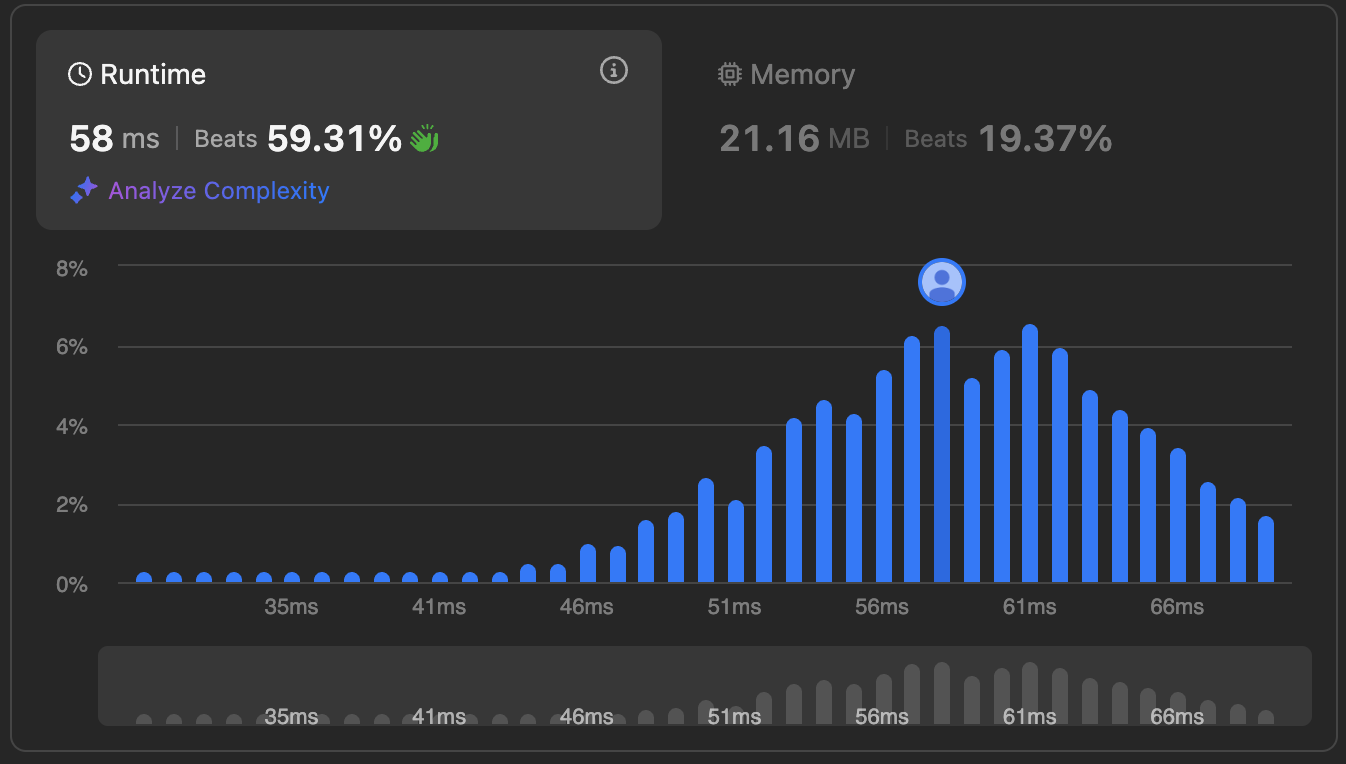 Runtime
58 ms | Beats 59.31%
Analyze Complexity
Memory
21.16 MB | Beats 19.37%
8%
6%
4%
2%
0%
35ms 41ms 46ms 51ms 56ms 61ms 66ms
35ms 41ms 46ms 51ms 56ms 61ms 66ms